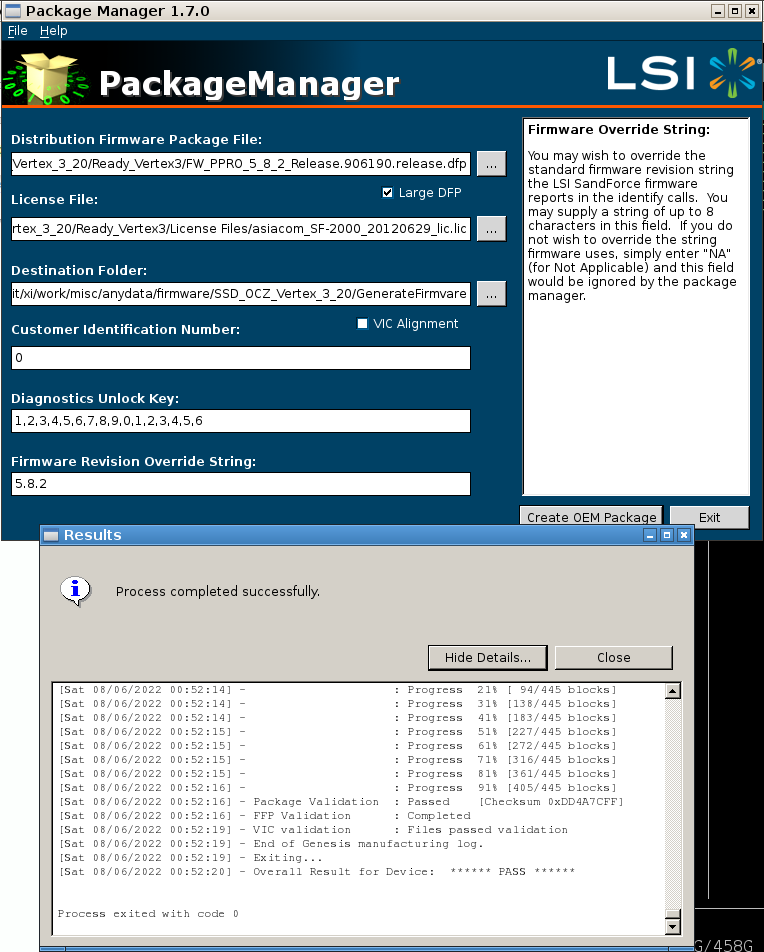 Package Manager 1.7.0
File Help
PackageManager
LSI
Distribution Firmware Package File:
Vertex_3_20/Ready_Vertex3/FW_PPRO_5_8_2_Release.906190.release.dfp
...
Large DFP
License File:
rtex_3_20/Ready_Vertex3/License Files/asiacom_SF-2000_20120629_lic.lic
...
Destination Folder:
it/xi/work/misc/anydata/firmware/SSD_OCZ_Vertex_3_20/GenerateFirmvare
...
VIC Alignment
Customer Identification Number:
0
Diagnostics Unlock Key:
1,2,3,4,5,6,7,8,9,0,1,2,3,4,5,6
Firmware Revision Override String:
5.8.2
Firmware Override String:
You may wish to override the
standard firmware revision string
the LSI SandForce firmware
reports in the identify calls. You
may supply a string of up to 8
characters in this field. If you do
not wish to override the string
firmware uses, simply enter "NA"
(for Not Applicable) and this field
would be ignored by the package
manager.
Create OEM Package
Exit
Results
Process completed successfully.
Hide Details...
Close
[Sat 08/06/2022 00:52:14] - : Progress 21% [ 94/445 blocks]
[Sat 08/06/2022 00:52:14] - : Progress 31% [138/445 blocks]
[Sat 08/06/2022 00:52:14] - : Progress 41% [183/445 blocks]
[Sat 08/06/2022 00:52:15] - : Progress 51% [227/445 blocks]
[Sat 08/06/2022 00:52:15] - : Progress 61% [272/445 blocks]
[Sat 08/06/2022 00:52:15] - : Progress 71% [316/445 blocks]
[Sat 08/06/2022 00:52:15] - : Progress 81% [361/445 blocks]
[Sat 08/06/2022 00:52:16] - : Progress 91% [405/445 blocks]
[Sat 08/06/2022 00:52:16] - Package Validation : Passed [Checksum 0xDD4A7CFF]
[Sat 08/06/2022 00:52:16] - FFP Validation : Completed
[Sat 08/06/2022 00:52:19] - VIC validation : Files passed validation
[Sat 08/06/2022 00:52:19] - End of Genesis manufacturing log.
[Sat 08/06/2022 00:52:19] - Exiting...
[Sat 08/06/2022 00:52:20] - Overall Result for Device: ****** PASS ******
Process exited with code 0
G/458G